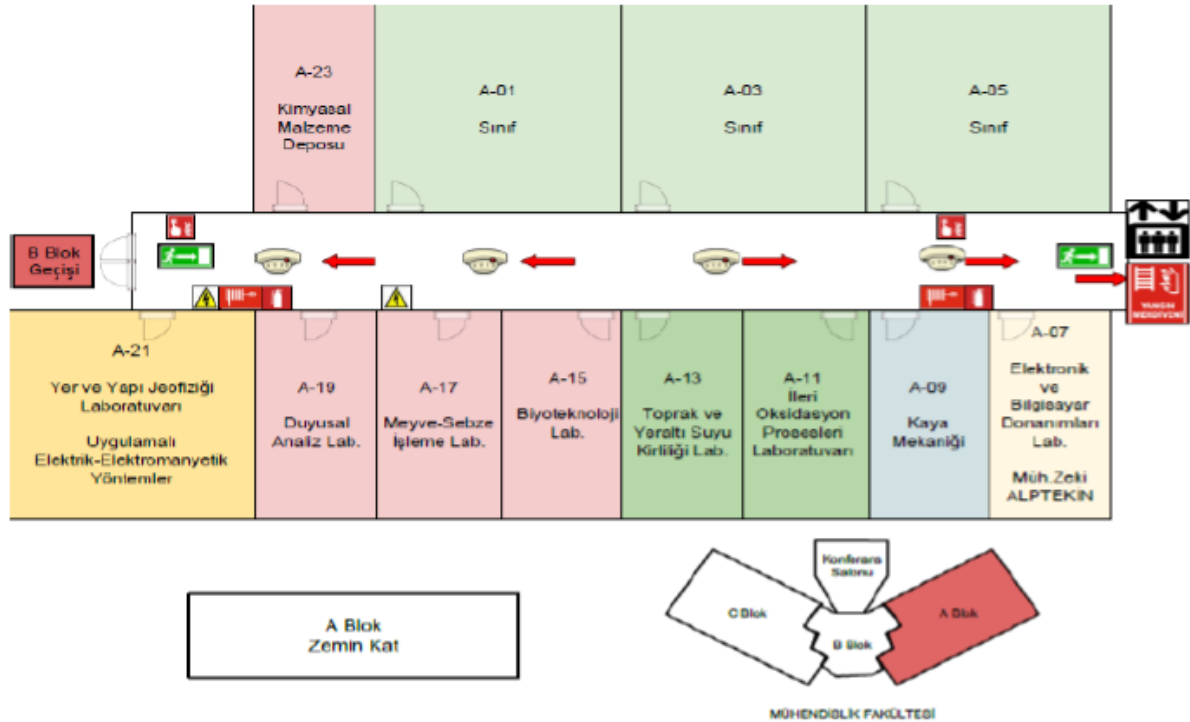 A-23
Kimyasal
Malzeme
Deposu
A-01
Sınıf
A-03
Sınıf
A-05
Sınıf
B Blok
Geçişi
YANGIN
MERDİVENİ
A-21
Yer ve Yapı Jeofiziği
Laboratuvarı
Uygulamalı
Elektrik-Elektromanyetik
Yöntemler
A-19
Duyusal
Analiz Lab.
A-17
Meyve-Sebze
İşleme Lab.
A-15
Biyoteknoloji
Lab.
A-13
Toprak ve
Yeraltı Suyu
Kirliliği Lab.
A-11
İleri
Oksidasyon
Prosesleri
Laboratuvarı
A-09
Kaya
Mekaniği
A-07
Elektronik
ve
Bilgisayar
Donanımları
Lab.
Müh.Zeki
ALPTEKİN
A Blok
Zemin Kat
Konferans
Salonu
C Blok
B Blok
A Blok
MÜHENDİSLİK FAKÜLTESİ